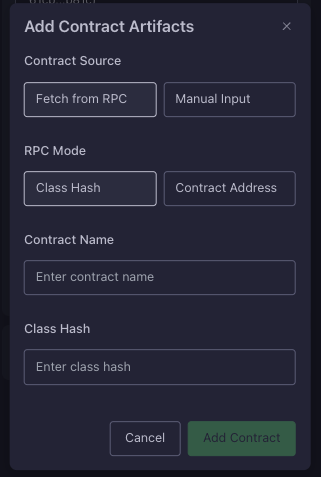 Add Contract Artifacts
Contract Source
Fetch from RPC Manual Input
RPC Mode
Class Hash Contract Address
Contract Name
Enter contract name
Class Hash
Enter class hash
Cancel Add Contract